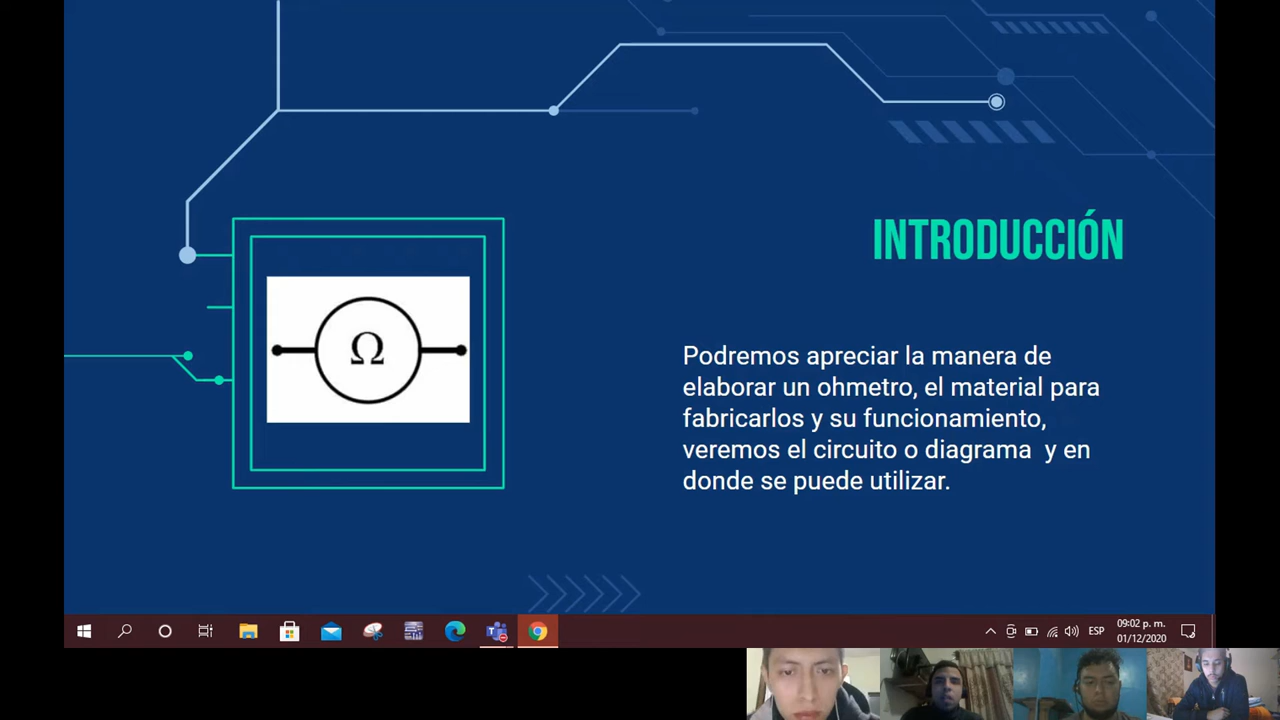 INTRODUCCIÓN
Ω
Podremos apreciar la manera de
elaborar un ohmetro, el material para
fabricarlos y su funcionamiento,
veremos el circuito o diagrama  y en
donde se puede utilizar.
ESP
09:02 p. m.
01/12/2020